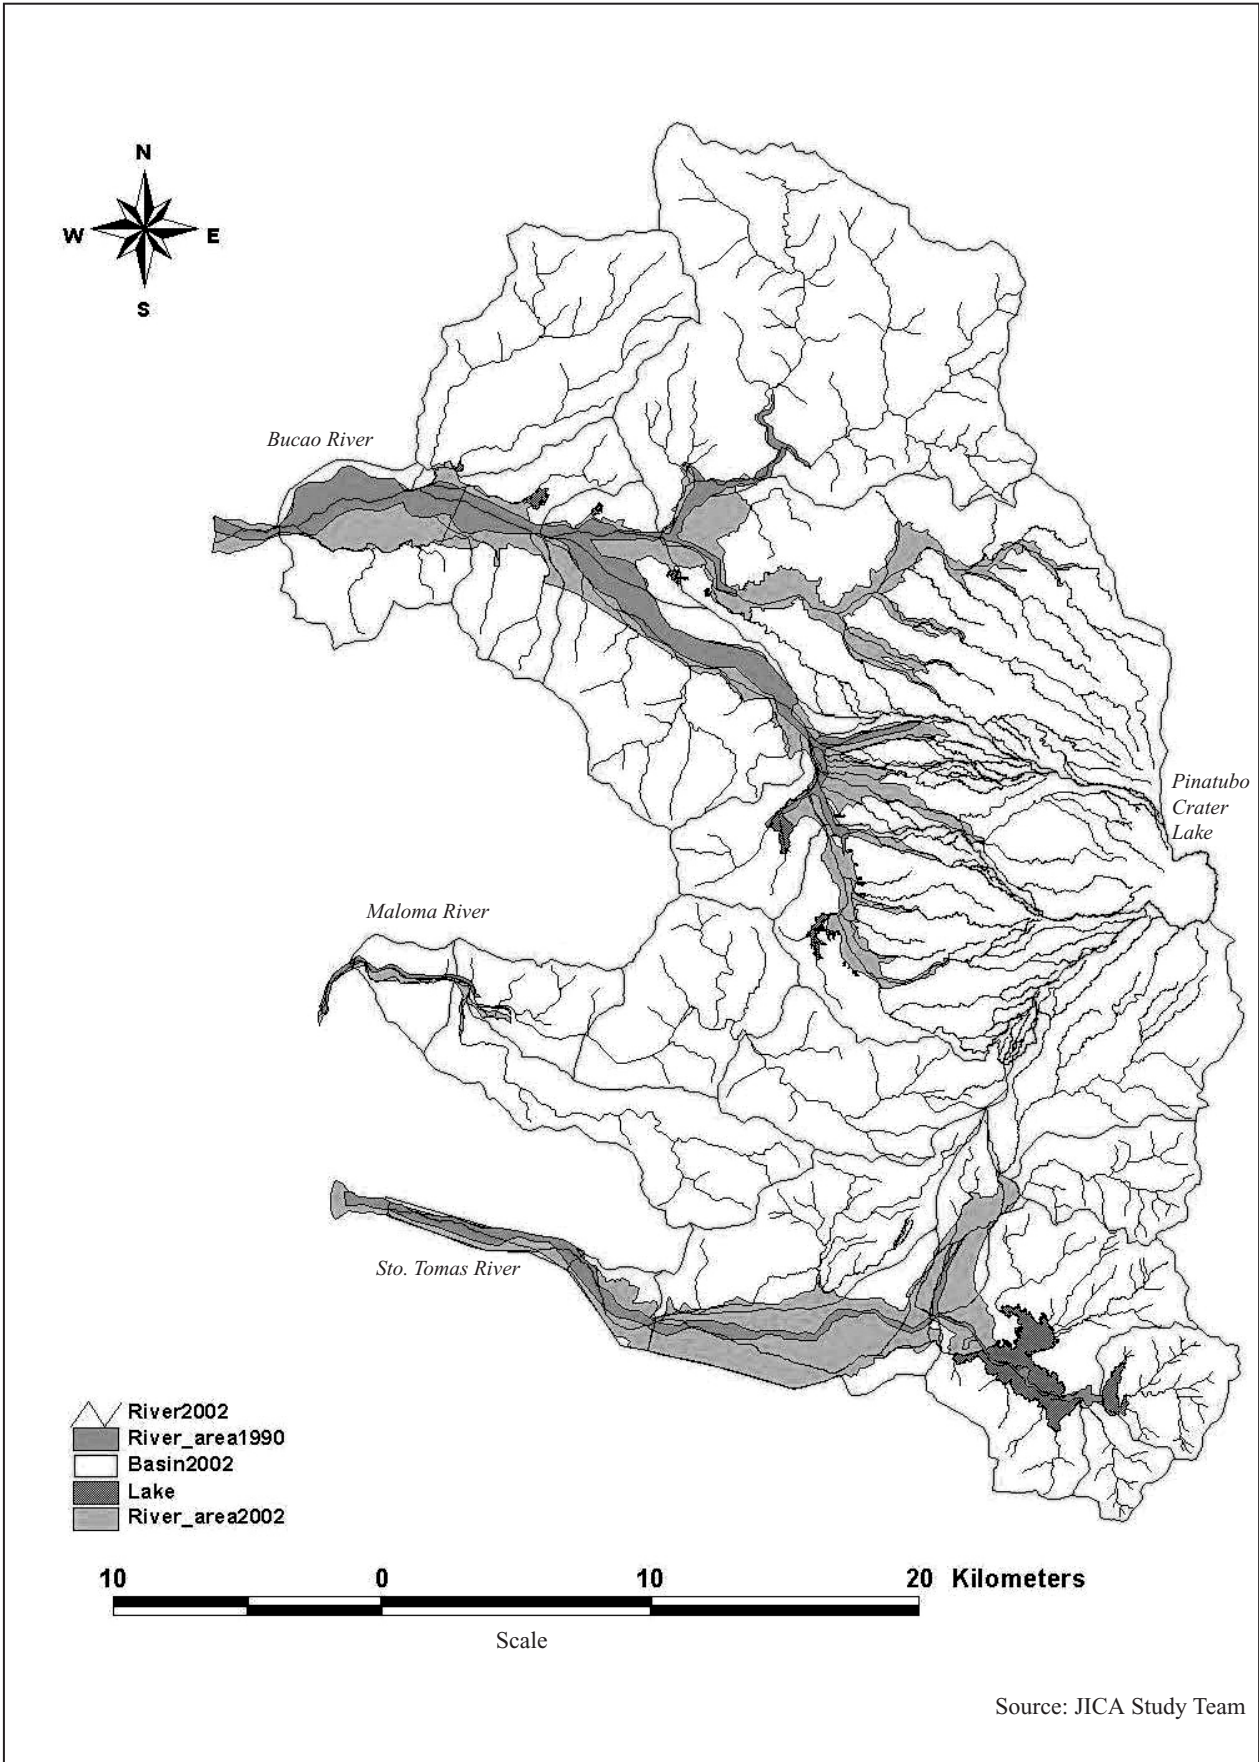 N
W E
S
Bucao River
Pinatubo
Crater
Lake
Maloma River
Sto. Tomas River
River2002
River_area1990
Basin2002
Lake
River_area2002
10 0 10 20 Kilometers
Scale
Source: JICA Study Team